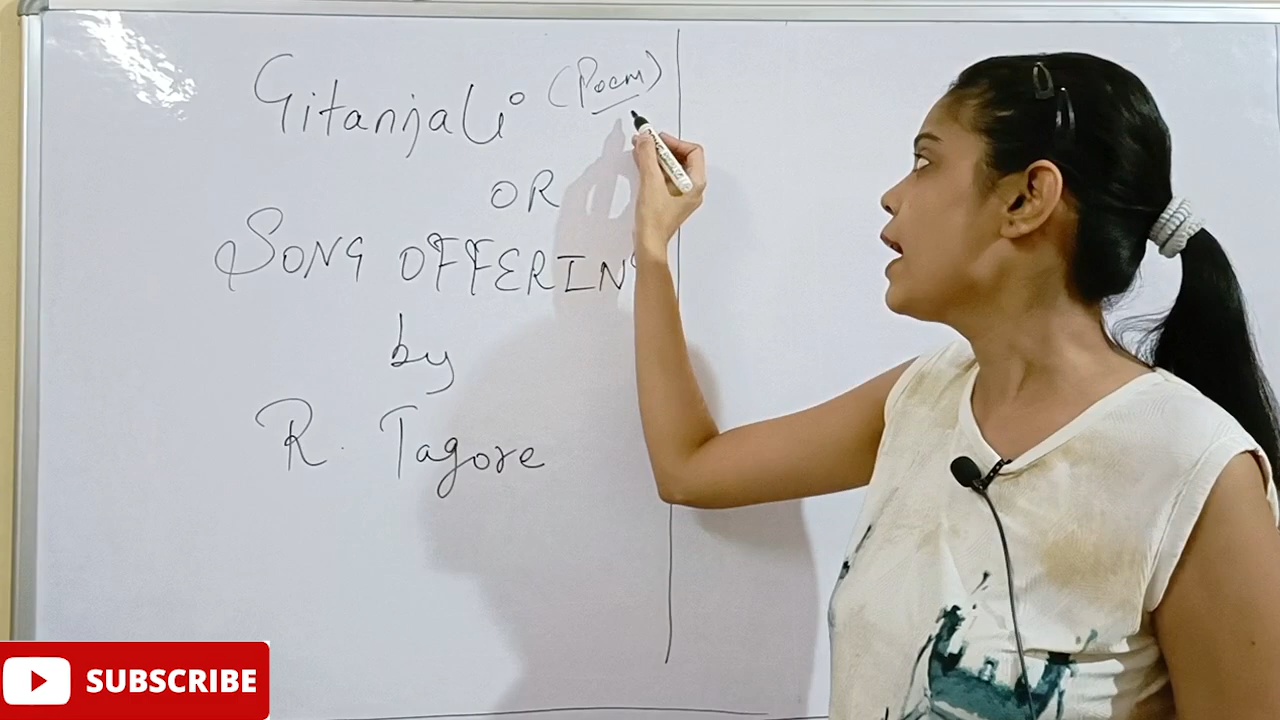 Gitanjali (Poem)
OR
SONG OFFERIN
by
R. Tagore
SUBSCRIBE